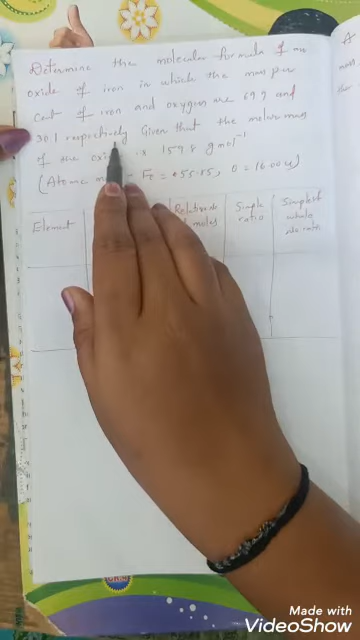 Determine the molecular formula of an
oxide of iron in which the mass per
cent of iron and oxygen are 69.9 and
30.1 respectively Given that the molar mass
of the oxide is 159.8 g mol⁻¹
(Atomic Fe = 55.85, O = 16.00 u)
Element Relative moles Simple ratio Simplest whole no. ratio
A
Made with
VideoShow